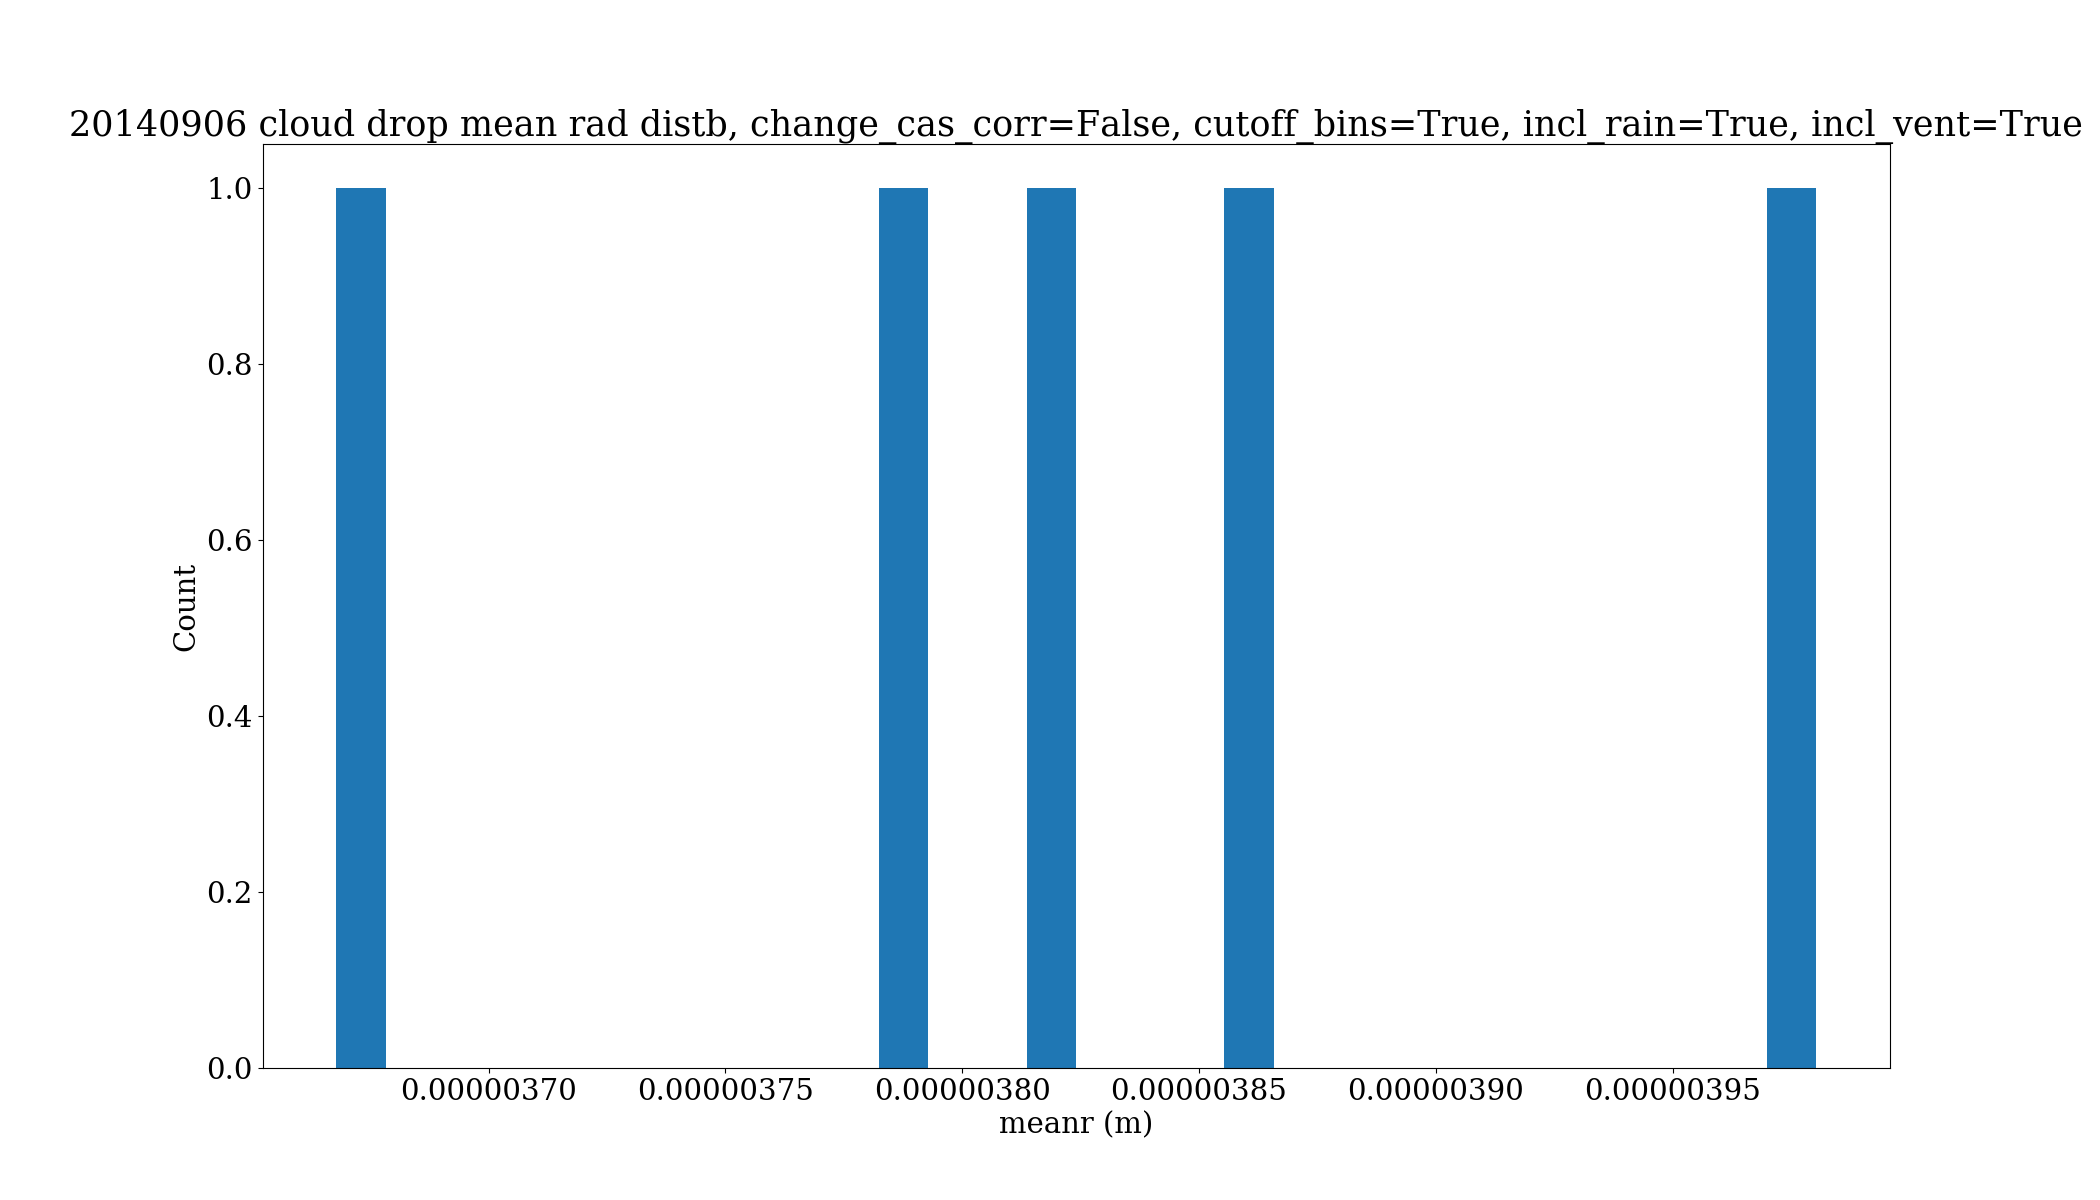 20140906 cloud drop mean rad distb, change_cas_corr=False, cutoff_bins=True, incl_rain=True, incl_vent=True
1.0
0.8
0.6
0.4
0.2
0.0
Count
0.00000370 0.00000375 0.00000380 0.00000385 0.00000390 0.00000395
meanr (m)